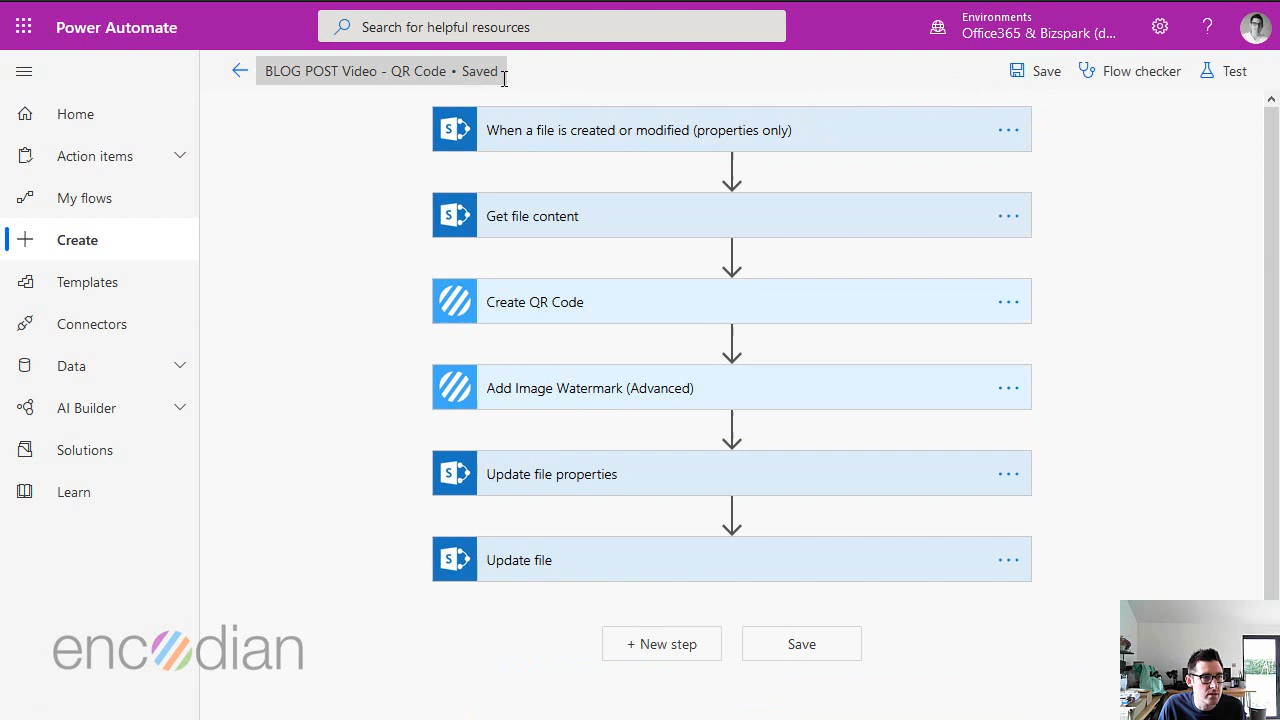 Power Automate
Search for helpful resources
Environments
Office365 & Bizspark (d...
BLOG POST Video - QR Code • Saved
Save
Flow checker
Test
Home
Action items
My flows
Create
Templates
Connectors
Data
AI Builder
Solutions
Learn
When a file is created or modified (properties only)
Get file content
Create QR Code
Add Image Watermark (Advanced)
Update file properties
Update file
+ New step
Save
encodian